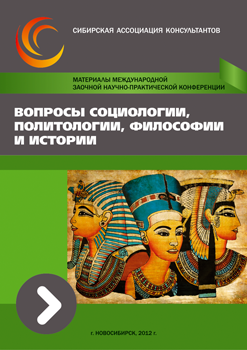 СИБИРСКАЯ АССОЦИАЦИЯ КОНСУЛЬТАНТОВ
МАТЕРИАЛЫ МЕЖДУНАРОДНОЙ
ЗАОЧНОЙ НАУЧНО-ПРАКТИЧЕСКОЙ КОНФЕРЕНЦИИ
ВОПРОСЫ СОЦИОЛОГИИ,
ПОЛИТОЛОГИИ, ФИЛОСОФИИ
И ИСТОРИИ
г. НОВОСИБИРСК, 2012 г.